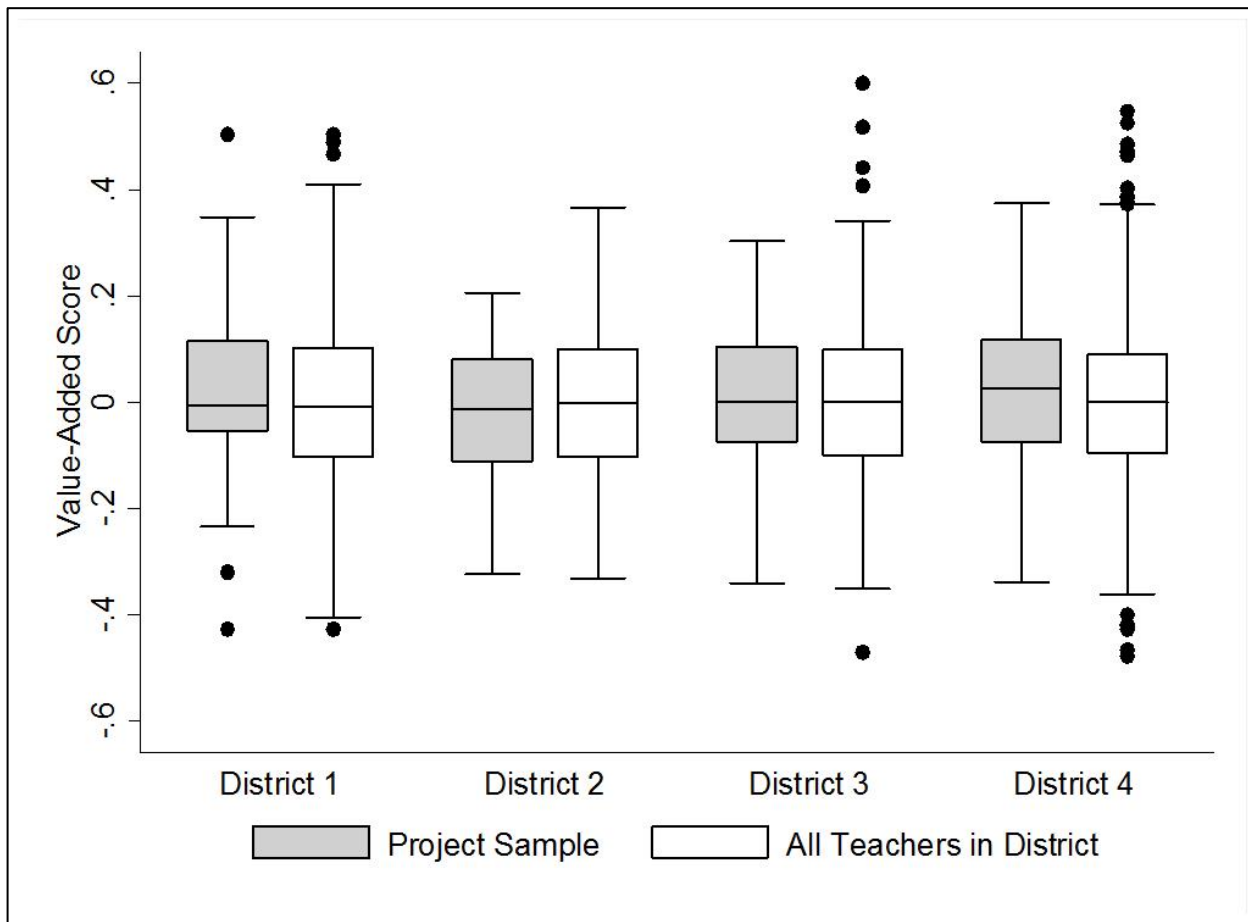 Value-Added Score
.6
.4
.2
0
-.2
-.4
-.6
District 1
District 2
District 3
District 4
Project Sample
All Teachers in District